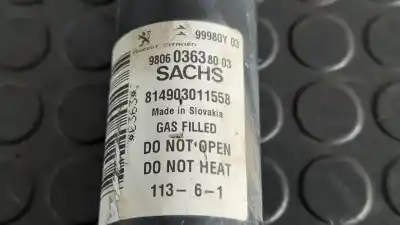 99980Y 03
PEUGEOT CITROËN
9806 0363 80 03
SACHS
814903011558
Made in Slovakia
GAS FILLED
DO NOT OPEN
DO NOT HEAT
113-6-1
*E363*